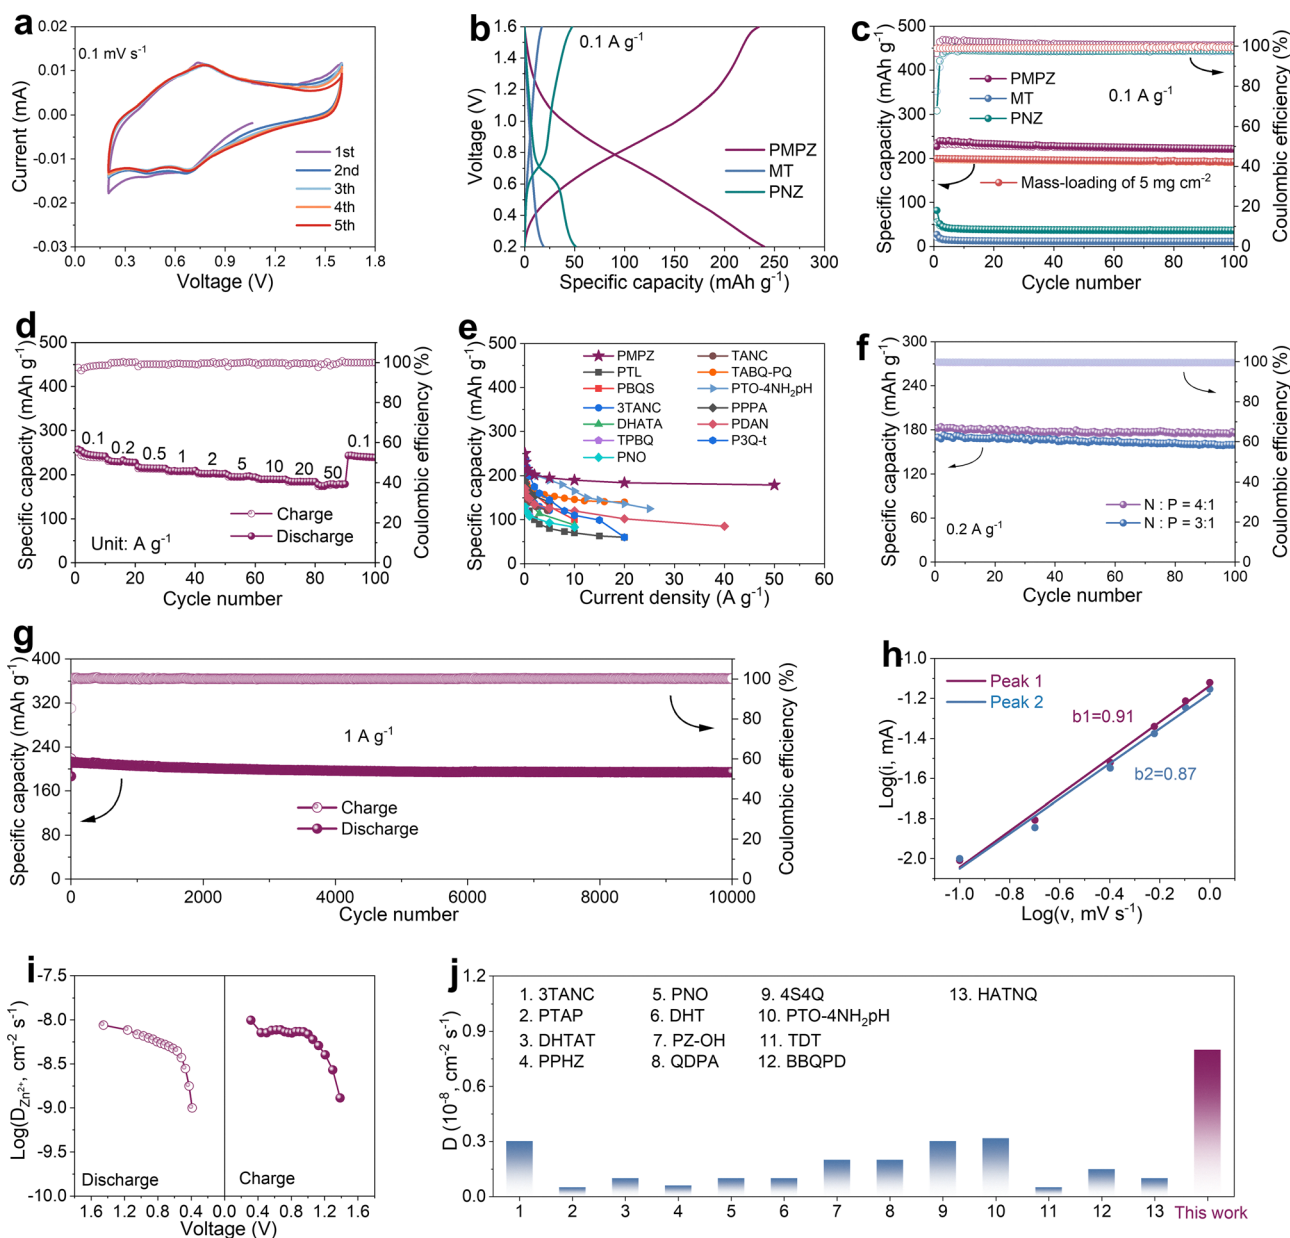 a
0.1 mV s⁻¹
Current (mA)
0.02
0.01
0.00
-0.01
-0.02
-0.03
0.0 0.3 0.6 0.9 1.2 1.5 1.8
Voltage (V)
1st
2nd
3th
4th
5th
b
0.1 A g⁻¹
Voltage (V)
1.6
1.4
1.2
1.0
0.8
0.6
0.4
0.2
0 50 100 150 200 250 300
Specific capacity (mAh g⁻¹)
PMPZ
MT
PNZ
c
Specific capacity (mAh g⁻¹)
500
450
400
350
300
250
200
150
100
50
0
0 20 40 60 80 100
Cycle number
Coulombic efficiency (%)
100
80
60
40
20
0
PMPZ
MT
PNZ
0.1 A g⁻¹
Mass-loading of 5 mg cm⁻²
d
Specific capacity (mAh g⁻¹)
500
400
300
200
100
0
0 20 40 60 80 100
Cycle number
Coulombic efficiency (%)
100
80
60
40
20
0
0.1 0.2 0.5 1 2 5 10 20 50 0.1
Charge
Discharge
Unit: A g⁻¹
e
Specific capacity (mAh g⁻¹)
500
450
400
350
300
250
200
150
100
50
0
0 10 20 30 40 50 60
Current density (A g⁻¹)
PMPZ
PTL
PBQS
3TANC
DHATA
TPBQ
PNO
TANC
TABQ-PQ
PTO-4NH₂pH
PPPA
PDAN
P3Q-t
f
Specific capacity (mAh g⁻¹)
300
240
180
120
60
0
0 20 40 60 80 100
Cycle number
Coulombic efficiency (%)
100
80
60
40
20
0
N : P = 4:1
N : P = 3:1
0.2 A g⁻¹
g
Specific capacity (mAh g⁻¹)
400
320
240
160
80
0
0 2000 4000 6000 8000 10000
Cycle number
Coulombic efficiency (%)
100
80
60
40
20
0
1 A g⁻¹
Charge
Discharge
h
Log(i, mA)
-1.0
-1.2
-1.4
-1.6
-1.8
-2.0
-1.0 -0.8 -0.6 -0.4 -0.2 0.0
Log(v, mV s⁻¹)
Peak 1
Peak 2
b1=0.91
b2=0.87
i
Log(D_Zn²⁺, cm⁻² s⁻¹)
-7.5
-8.0
-8.5
-9.0
-9.5
-10.0
Discharge
Charge
1.6 1.2 0.8 0.4 0.0 0.4 0.8 1.2 1.6
Voltage (V)
j
D (10⁻⁸, cm⁻² s⁻¹)
1.2
0.9
0.6
0.3
0.0
1. 3TANC
2. PTAP
3. DHTAT
4. PPHZ
5. PNO
6. DHT
7. PZ-OH
8. QDPA
9. 4S4Q
10. PTO-4NH₂pH
11. TDT
12. BBQPD
13. HATNQ
1 2 3 4 5 6 7 8 9 10 11 12 13 This work